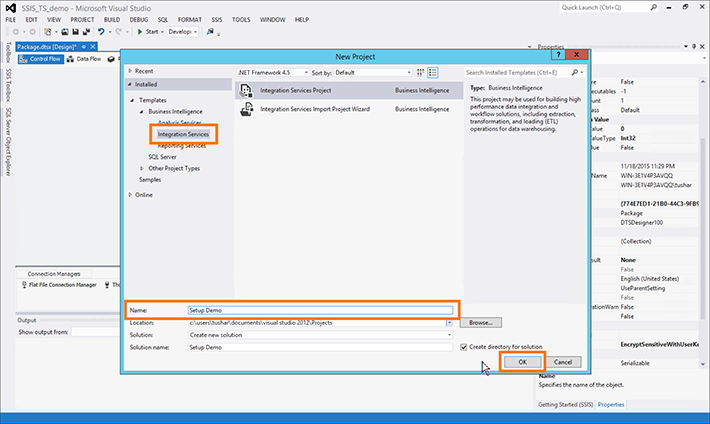 SSIS_TS_demo - Microsoft Visual Studio
Quick Launch (Ctrl+Q)
FILE EDIT VIEW PROJECT BUILD DEBUG SQL FORMAT SSIS TOOLS WINDOW HELP
Start Develop
Package.dtsx [Design]*
Properties
Control Flow Data Flow
Toolbox
SSIS Toolbox
SQL Server Object Explorer
New Project
Recent
Installed
Templates
Business Intelligence
Analysis Services
Integration Services
Reporting Services
SQL Server
Other Project Types
Samples
Online
.NET Framework 4.5 Sort by: Default
Search Installed Templates (Ctrl+E)
Integration Services Project Business Intelligence
Integration Services Import Project Wizard Business Intelligence
Type: Business Intelligence
This project may be used for building high
performance data integration and
workflow solutions, including extraction,
transformation, and loading (ETL)
operations for data warehousing.
Name: Setup Demo
Location: c:\users\tushar\documents\visual studio 2012\Projects
Browse...
Solution: Create new solution
Solution name: Setup Demo
Create directory for solution
OK Cancel
Connection Managers
Flat File Connection Manager
Output
Show output from:
False
False
1
Default
Value
0
Int32
11/18/2015 11:29 PM
WIN-3E1V4P3AVQQ
WIN-3E1V4P3AVQQ\tushar
{774E7ED1-21B0-44C3-9FB9
Package
DTSDesigner100
(Collection)
None
False
English (United States)
UseParentSetting
False
False
EncryptSensitiveWithUserKe
Serializable
Name
Specifies the name of the object.
Getting Started (SSIS) Properties